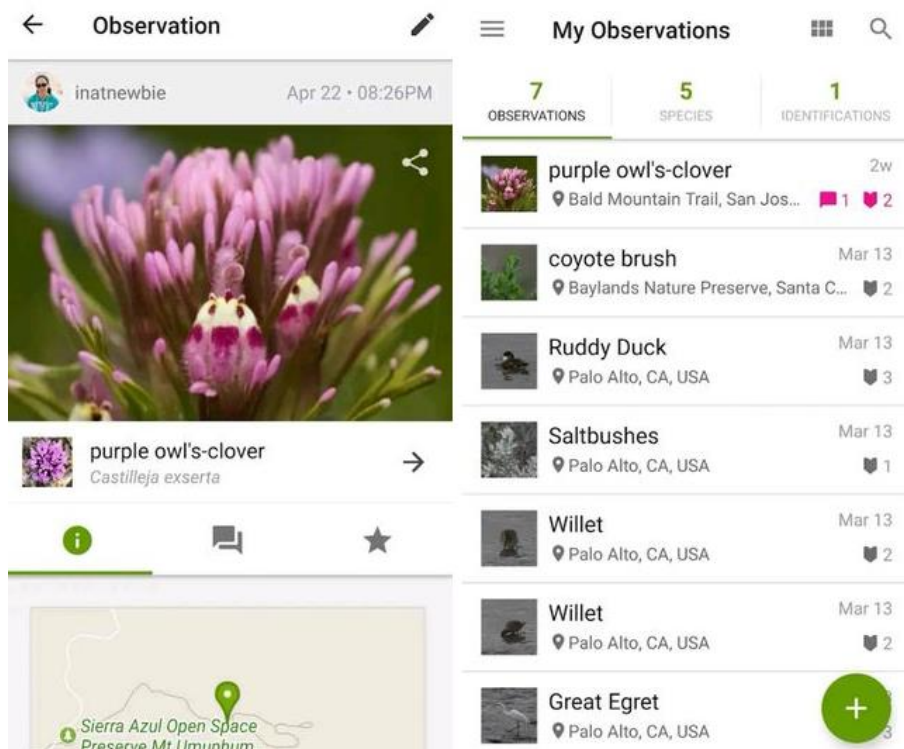 Observation
inatnewbie Apr 22 • 08:26PM
purple owl's-clover
Castilleja exserta
Sierra Azul Open Space
Preserve Mt Umunhum
My Observations
7 5 1
OBSERVATIONS SPECIES IDENTIFICATIONS
purple owl's-clover 2w
Bald Mountain Trail, San Jos... 1 2
coyote brush Mar 13
Baylands Nature Preserve, Santa C... 2
Ruddy Duck Mar 13
Palo Alto, CA, USA 3
Saltbushes Mar 13
Palo Alto, CA, USA 1
Willet Mar 13
Palo Alto, CA, USA 2
Willet Mar 13
Palo Alto, CA, USA 2
Great Egret
Palo Alto, CA, USA 3